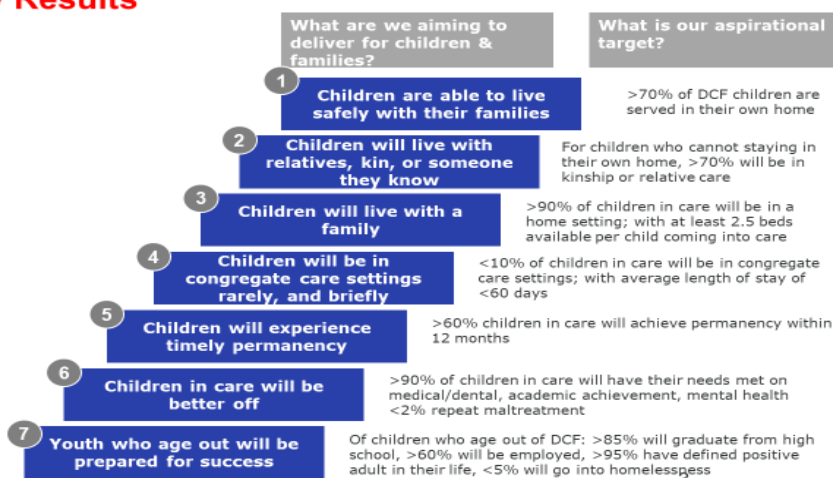 Results
What are we aiming to
deliver for children &
families?
What is our aspirational
target?
1
Children are able to live
safely with their families
>70% of DCF children are
served in their own home
2
Children will live with
relatives, kin, or someone
they know
For children who cannot staying in
their own home, >70% will be in
kinship or relative care
3
Children will live with a
family
>90% of children in care will be in a
home setting; with at least 2.5 beds
available per child coming into care
4
Children will be in
congregate care settings
rarely, and briefly
<10% of children in care will be in congregate
care settings; with average length of stay of
<60 days
5
Children will experience
timely permanency
>60% children in care will achieve permanency within
12 months
6
Children in care will be
better off
>90% of children in care will have their needs met on
medical/dental, academic achievement, mental health
<2% repeat maltreatment
7
Youth who age out will be
prepared for success
Of children who age out of DCF: >85% will graduate from high
school, >60% will be employed, >95% have defined positive
adult in their life, <5% will go into homelessness